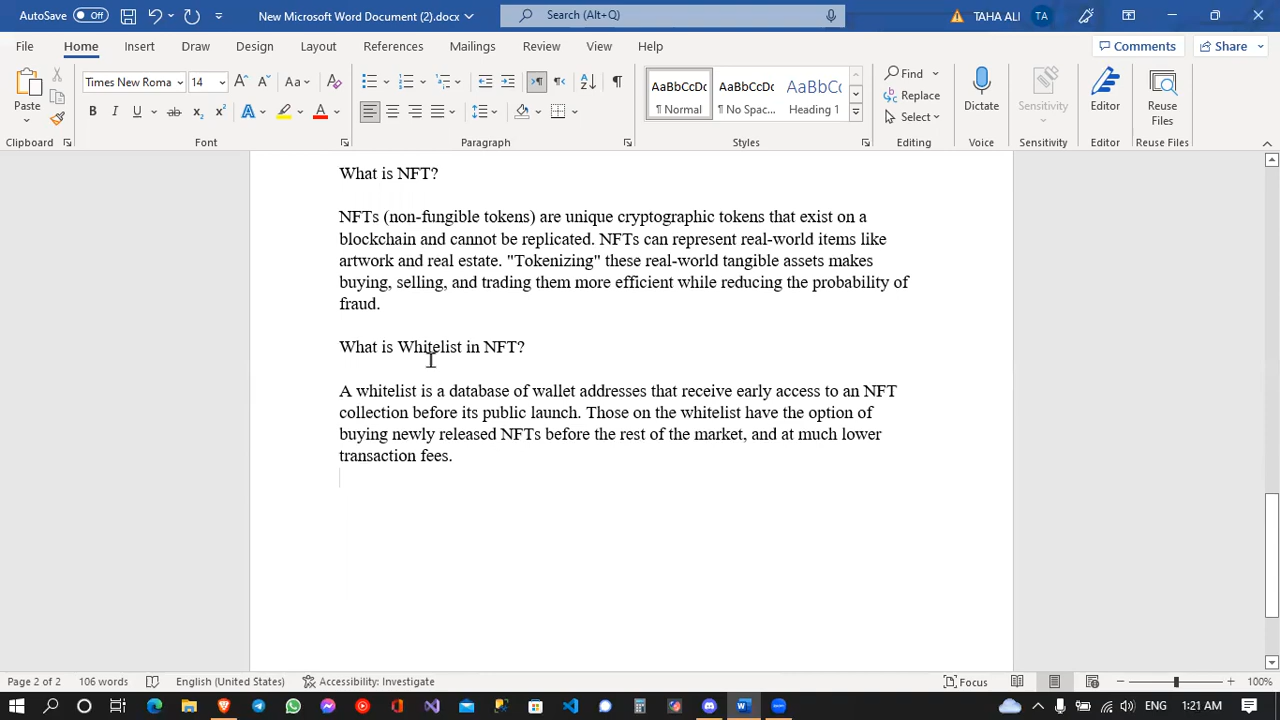 AutoSave Off New Microsoft Word Document (2).docx Search (Alt+Q) TAHA ALI TA
File Home Insert Draw Design Layout References Mailings Review View Help Comments Share
Times New Roma 14 Aa AaBbCcDc AaBbCcDc AaBbCc Find
Paste B I U ab x₂ x² A A ¶ Normal ¶ No Spac... Heading 1 Replace Select Dictate Sensitivity Editor Reuse Files
Clipboard Font Paragraph Styles Editing Voice Sensitivity Editor Reuse Files
What is NFT?
NFTs (non-fungible tokens) are unique cryptographic tokens that exist on a
blockchain and cannot be replicated. NFTs can represent real-world items like
artwork and real estate. "Tokenizing" these real-world tangible assets makes
buying, selling, and trading them more efficient while reducing the probability of
fraud.
What is Whitelist in NFT?
A whitelist is a database of wallet addresses that receive early access to an NFT
collection before its public launch. Those on the whitelist have the option of
buying newly released NFTs before the rest of the market, and at much lower
transaction fees.
Page 2 of 2 106 words English (United States) Accessibility: Investigate Focus 100%
1:21 AM